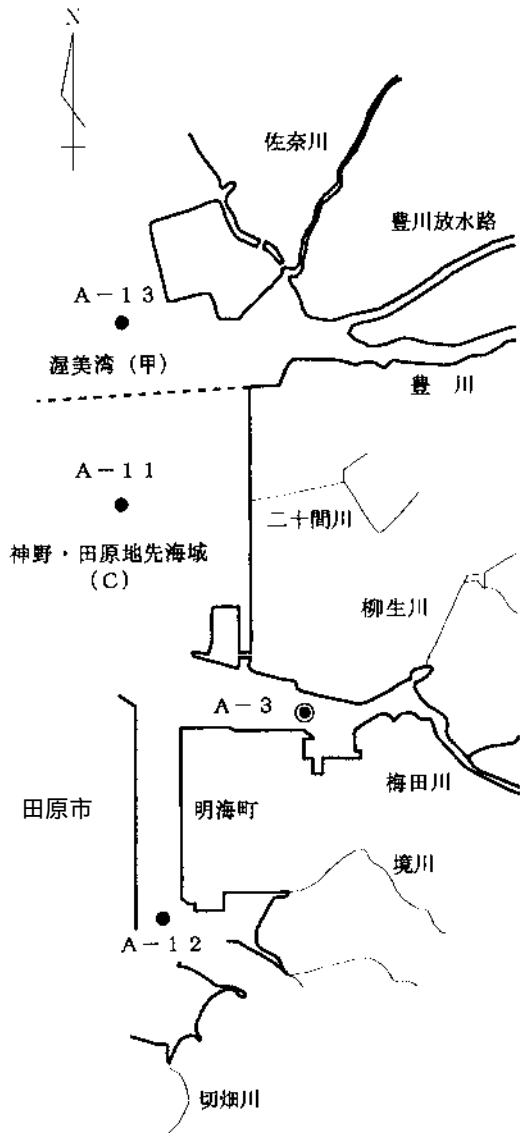 N
佐奈川
豊川放水路
A－13
渥美湾（甲）
豊　川
A－11
二十間川
神野・田原地先海域
（C）
柳生川
A－3
梅田川
田原市
明海町
境川
A－12
切畑川